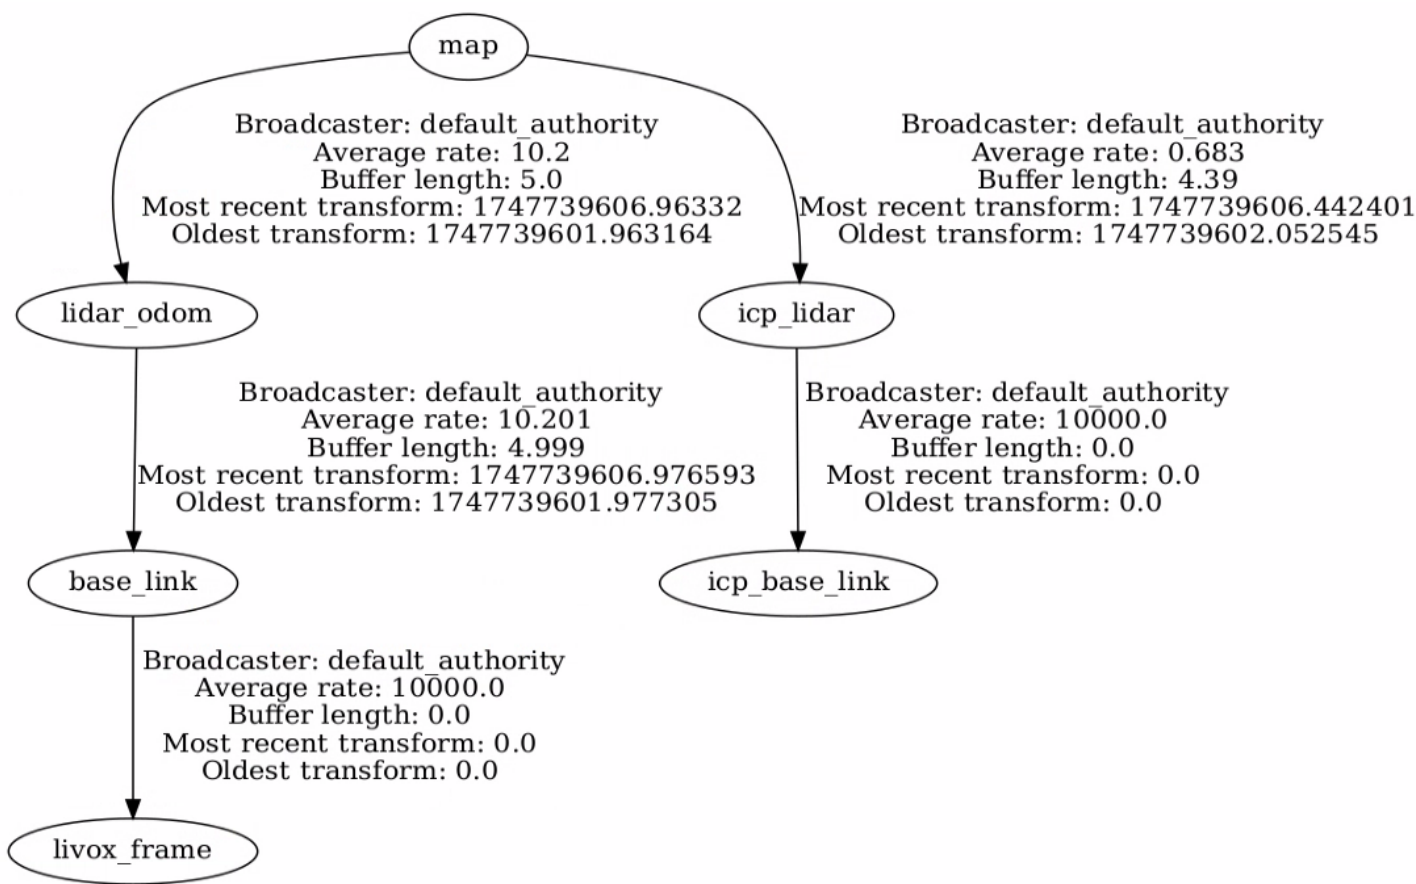 map
Broadcaster: default_authority
Average rate: 10.2
Buffer length: 5.0
Most recent transform: 1747739606.96332
Oldest transform: 1747739601.963164
Broadcaster: default_authority
Average rate: 0.683
Buffer length: 4.39
Most recent transform: 1747739606.442401
Oldest transform: 1747739602.052545
lidar_odom
icp_lidar
Broadcaster: default_authority
Average rate: 10.201
Buffer length: 4.999
Most recent transform: 1747739606.976593
Oldest transform: 1747739601.977305
Broadcaster: default_authority
Average rate: 10000.0
Buffer length: 0.0
Most recent transform: 0.0
Oldest transform: 0.0
base_link
icp_base_link
Broadcaster: default_authority
Average rate: 10000.0
Buffer length: 0.0
Most recent transform: 0.0
Oldest transform: 0.0
livox_frame